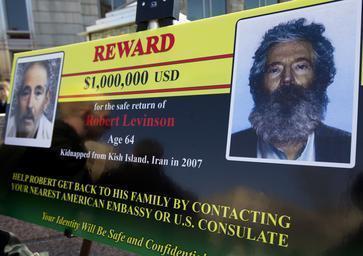 REWARD
$1,000,000 USD
for the safe return of
Robert Levinson
Age 64
Kidnapped from Kish Island, Iran in 2007
HELP ROBERT GET BACK TO HIS FAMILY BY CONTACTING
YOUR NEAREST AMERICAN EMBASSY OR U.S. CONSULATE
Your Identity Will Be Safe and Confidential